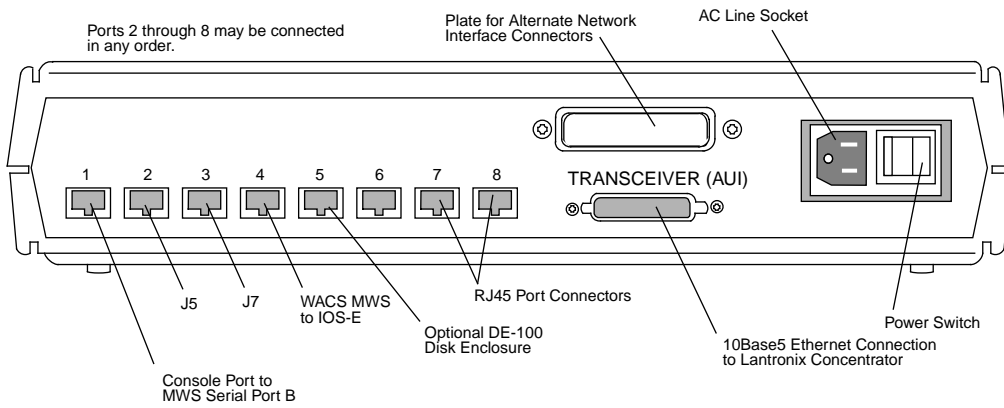 Ports 2 through 8 may be connected
in any order.
Plate for Alternate Network
Interface Connectors
AC Line Socket
1 2 3 4 5 6 7 8
TRANSCEIVER (AUI)
J5
J7
WACS MWS
to IOS-E
RJ45 Port Connectors
Optional DE-100
Disk Enclosure
Power Switch
10Base5 Ethernet Connection
to Lantronix Concentrator
Console Port to
MWS Serial Port B